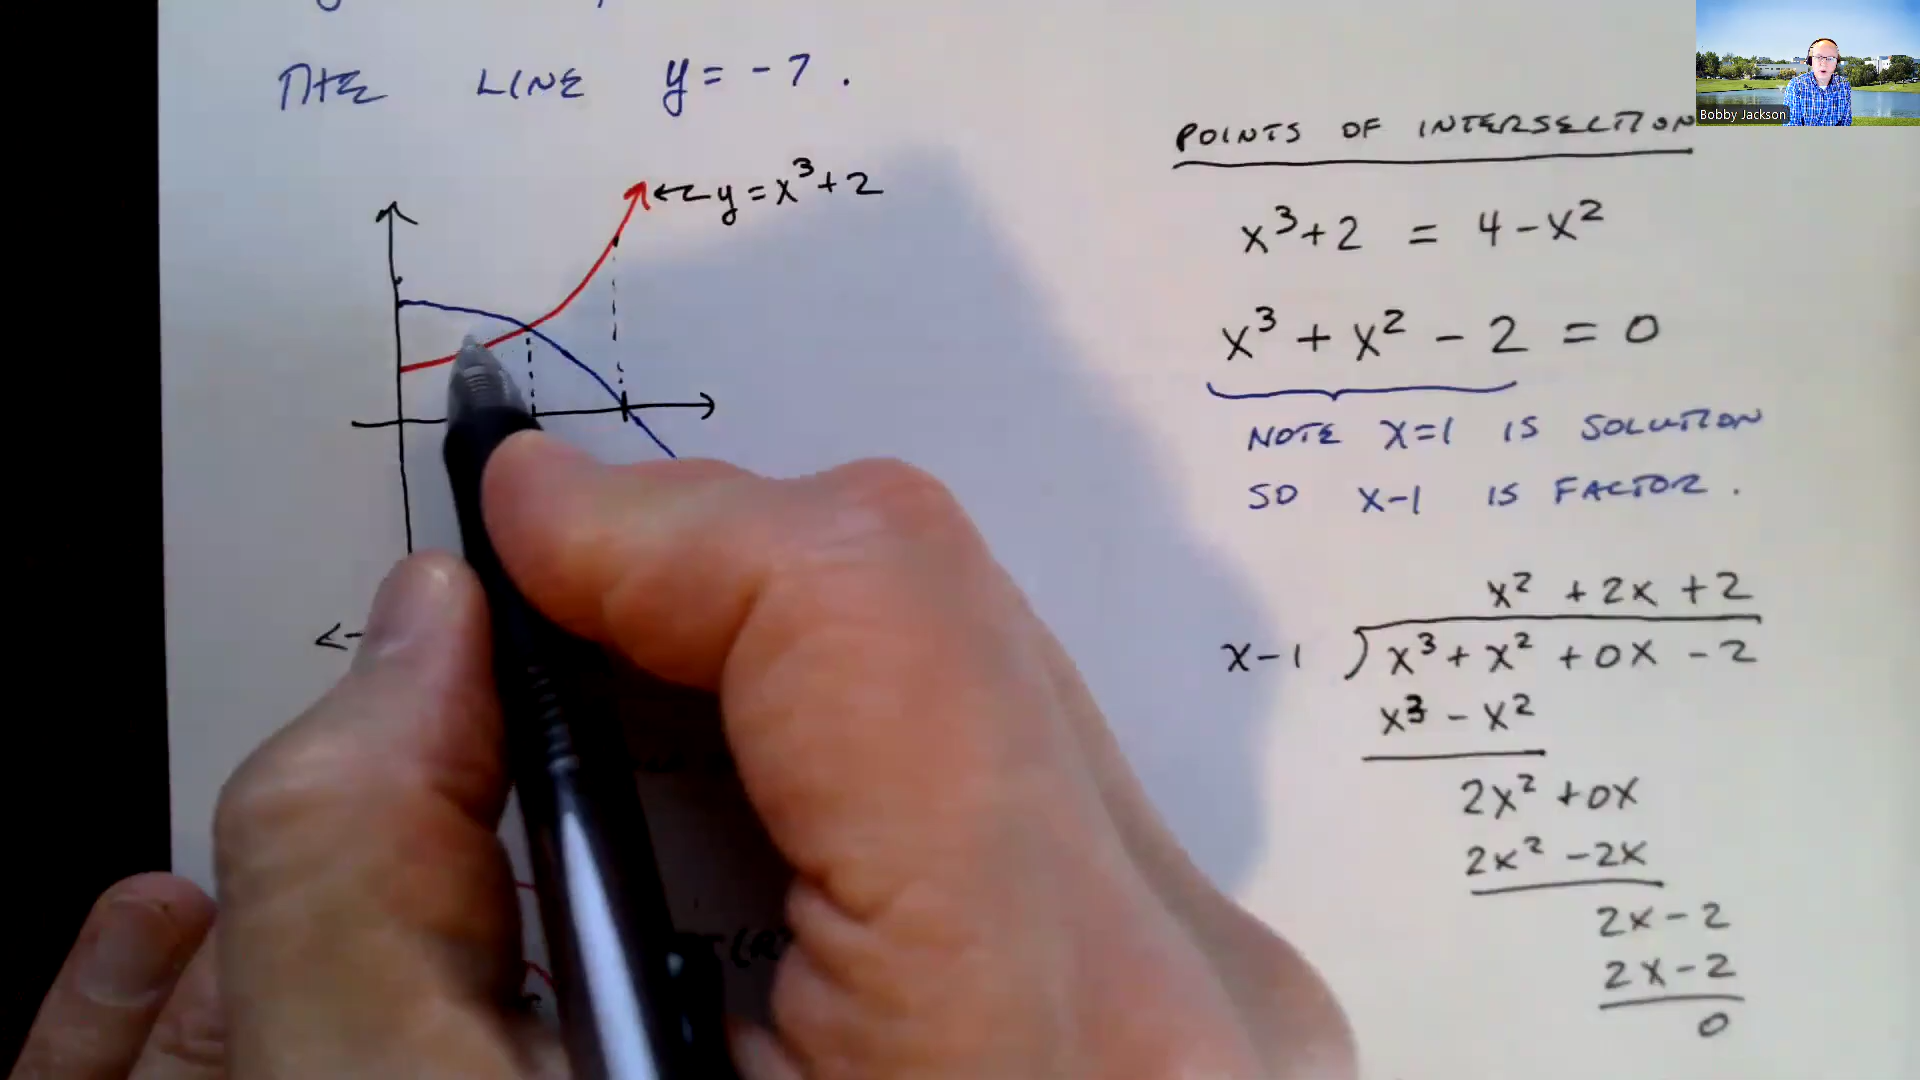 THE LINE y = -7 .
← y = x³+2
Bobby Jackson
POINTS OF INTERSECTION
x³+2 = 4-x²
x³ + x² - 2 = 0
NOTE x=1 IS SOLUTION
SO x-1 IS FACTOR .
x² +2x +2
x-1 ) x³ + x² +0x -2
x³ - x²
2x² +0x
2x² -2x
2x-2
2x-2
0